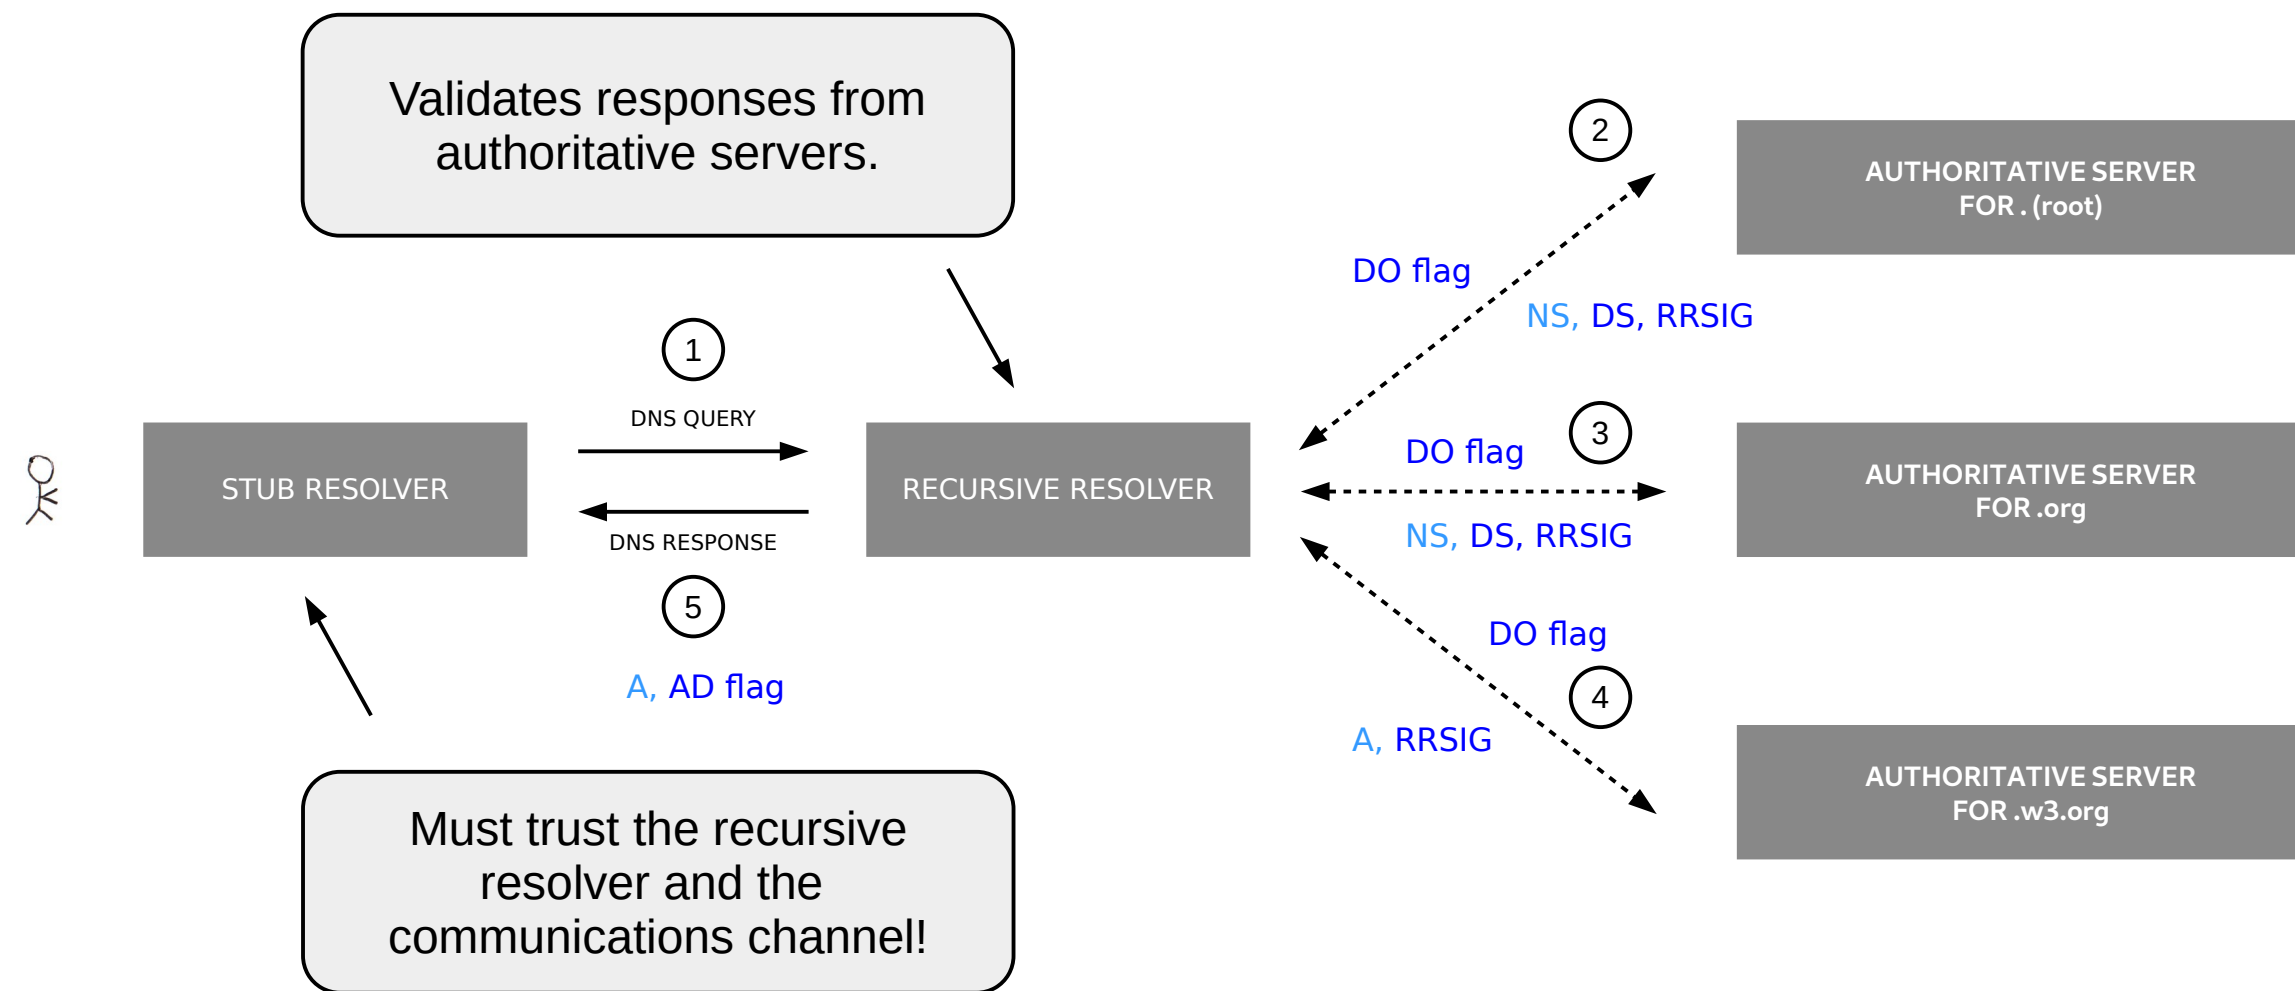 Validates responses from
authoritative servers.
2
AUTHORITATIVE SERVER
FOR . (root)
DO flag
NS, DS, RRSIG
1
DNS QUERY
STUB RESOLVER
RECURSIVE RESOLVER
DNS RESPONSE
5
A, AD flag
3
DO flag
NS, DS, RRSIG
AUTHORITATIVE SERVER
FOR .org
DO flag
4
A, RRSIG
AUTHORITATIVE SERVER
FOR .w3.org
Must trust the recursive
resolver and the
communications channel!